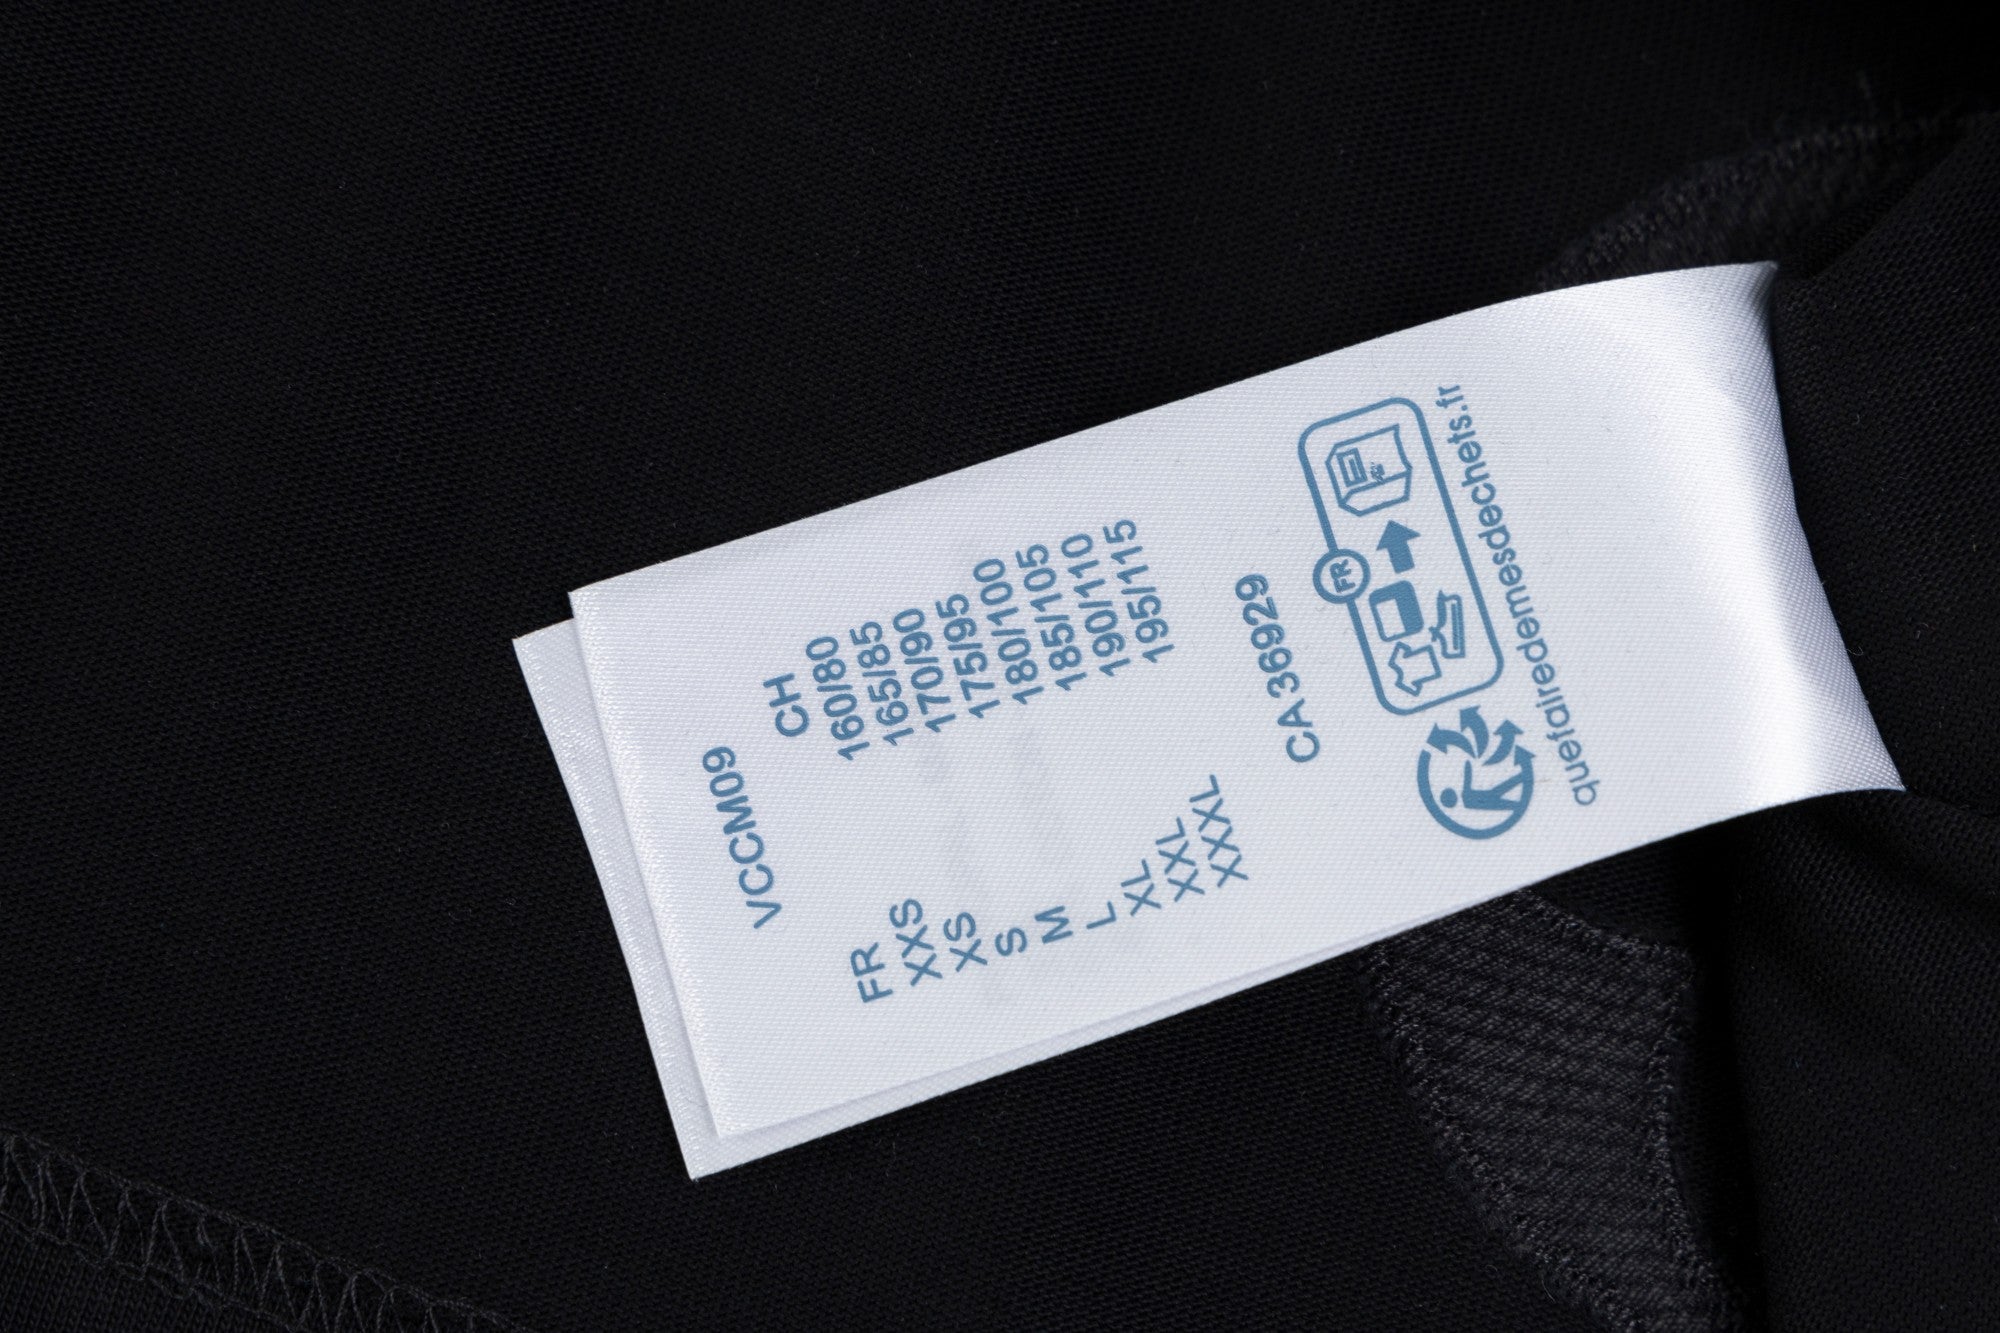 VCCM09
FR CH
XXS 160/80
XS 165/85
S 170/90
M 175/95
L 180/100
XL 185/105
XXL 190/110
XXXL 195/115
CA 36929
FR
quefairedemesdechets.fr